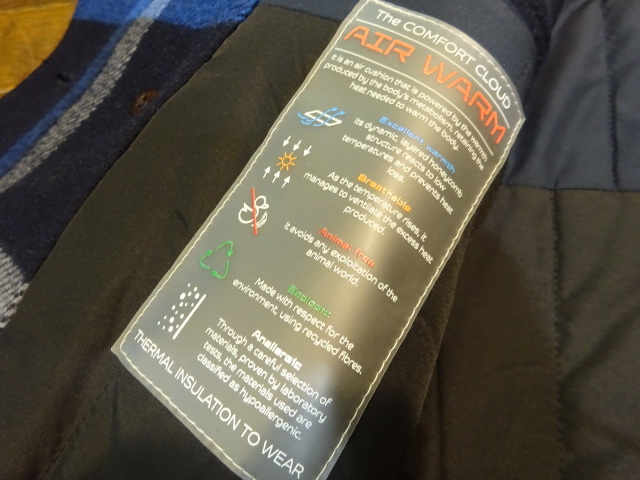 The COMFORT CLOUD
AIR WARM
It is an air cushion that is powered by the warmth
produced by the body's metabolism, retaining the
heat needed to warm the body.
Excellent warmth
Its dynamic, layered honeycomb
structure reacts to low
temperatures and prevents heat
loss.
Breathable
As the temperature rises, it
manages to ventilate the excess heat
produced.
Animal free
It avoids any exploitation of the
animal world.
Ecologic
Made with respect for the
environment, using recycled fibres.
Anallergic
Through a careful selection of
materials, proven by laboratory
tests, the materials used are
classified as hypoallergenic.
THERMAL INSULATION TO WEAR